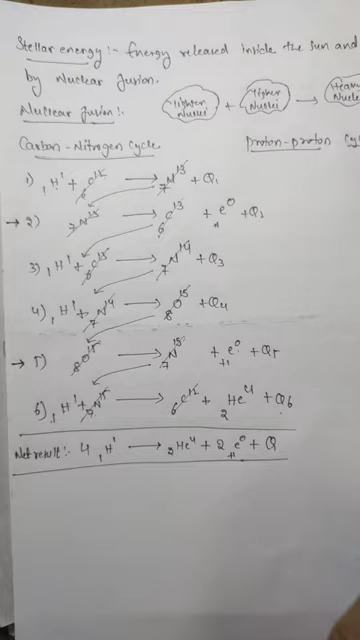 Stellar energy :- Energy released inside the sun and
by Nuclear fusion.
Nuclear fusion :- Lighter Nuclei + Lighter Nuclei → Heavy Nuclei
Carbon-Nitrogen cycle
proton-proton cy
1) ₁H¹ + ₆C¹² → ₇N¹³ + Q₁
→ 2) ₇N¹³ → ₆C¹³ + ₊₁e⁰ + Q₂
3) ₁H¹ + ₆C¹³ → ₇N¹⁴ + Q₃
4) ₁H¹ + ₇N¹⁴ → ₈O¹⁵ + Q₄
→ 5) ₈O¹⁵ → ₇N¹⁵ + ₊₁e⁰ + Q₅
6) ₁H¹ + ₇N¹⁵ → ₆C¹² + ₂He⁴ + Q₆
Net result :- 4 ₁H¹ → ₂He⁴ + 2 ₊₁e⁰ + Q